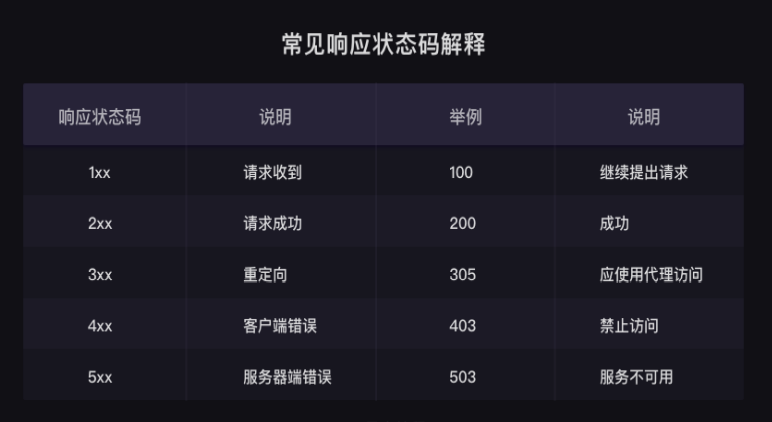 常见响应状态码解释
响应状态码 说明 举例 说明
1xx 请求收到 100 继续提出请求
2xx 请求成功 200 成功
3xx 重定向 305 应使用代理访问
4xx 客户端错误 403 禁止访问
5xx 服务器端错误 503 服务不可用